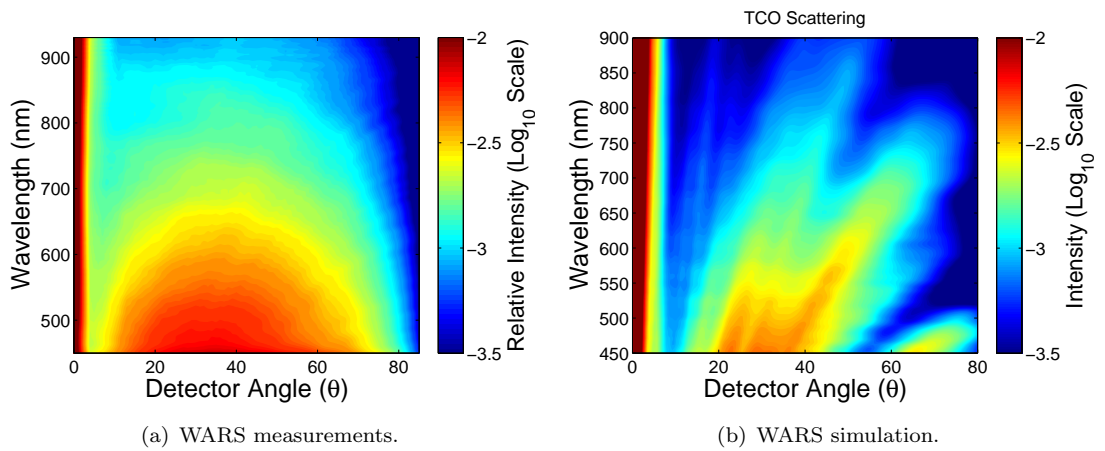 TCO Scattering
900
800
700
600
500
Wavelength (nm)
0 20 40 60 80
Detector Angle (θ)
−2
−2.5
−3
−3.5
Relative Intensity (Log10 Scale)
(a) WARS measurements.
900
850
800
750
700
650
600
550
500
450
Wavelength (nm)
0 20 40 60 80
Detector Angle (θ)
−2
−2.5
−3
−3.5
Intensity (Log10 Scale)
(b) WARS simulation.